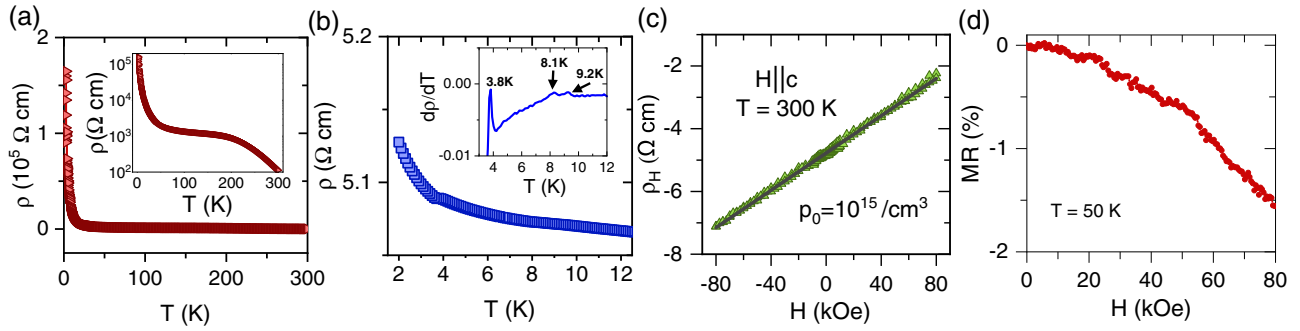 (a)
2
1
0
ρ (10⁵ Ω cm)
0
100
200
300
T (K)
10⁵
10⁴
10³
10²
ρ(Ω cm)
0
100
200
300
T (K)
(b)
5.2
5.1
ρ (Ω cm)
2
4
6
8
10
12
T (K)
0.00
-0.01
dρ/dT
3.8K
8.1K
9.2K
4
6
8
10
12
T (K)
(c)
-2
-4
-6
-8
ρ_H (Ω cm)
H||c
T = 300 K
p₀=10¹⁵/cm³
-80
-40
0
40
80
H (kOe)
(d)
0
-1
-2
MR (%)
T = 50 K
0
20
40
60
80
H (kOe)